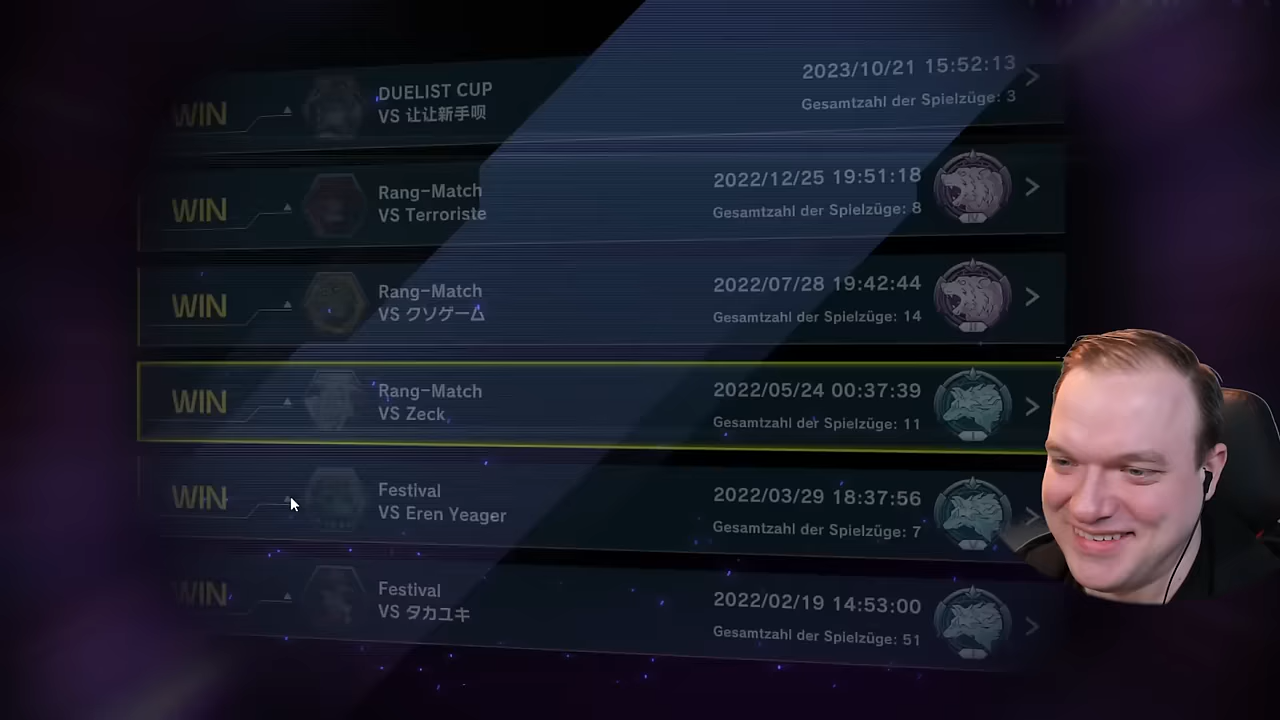 WIN
DUELIST CUP
VS 让让新手呗
2023/10/21 15:52:13
Gesamtzahl der Spielzüge: 3
WIN
Rang-Match
VS Terroriste
2022/12/25 19:51:18
Gesamtzahl der Spielzüge: 8
IV
WIN
Rang-Match
VS クソゲーム
2022/07/28 19:42:44
Gesamtzahl der Spielzüge: 14
II
WIN
Rang-Match
VS Zeck
2022/05/24 00:37:39
Gesamtzahl der Spielzüge: 11
I
WIN
Festival
VS Eren Yeager
2022/03/29 18:37:56
Gesamtzahl der Spielzüge: 7
WIN
Festival
VS タカユキ
2022/02/19 14:53:00
Gesamtzahl der Spielzüge: 51